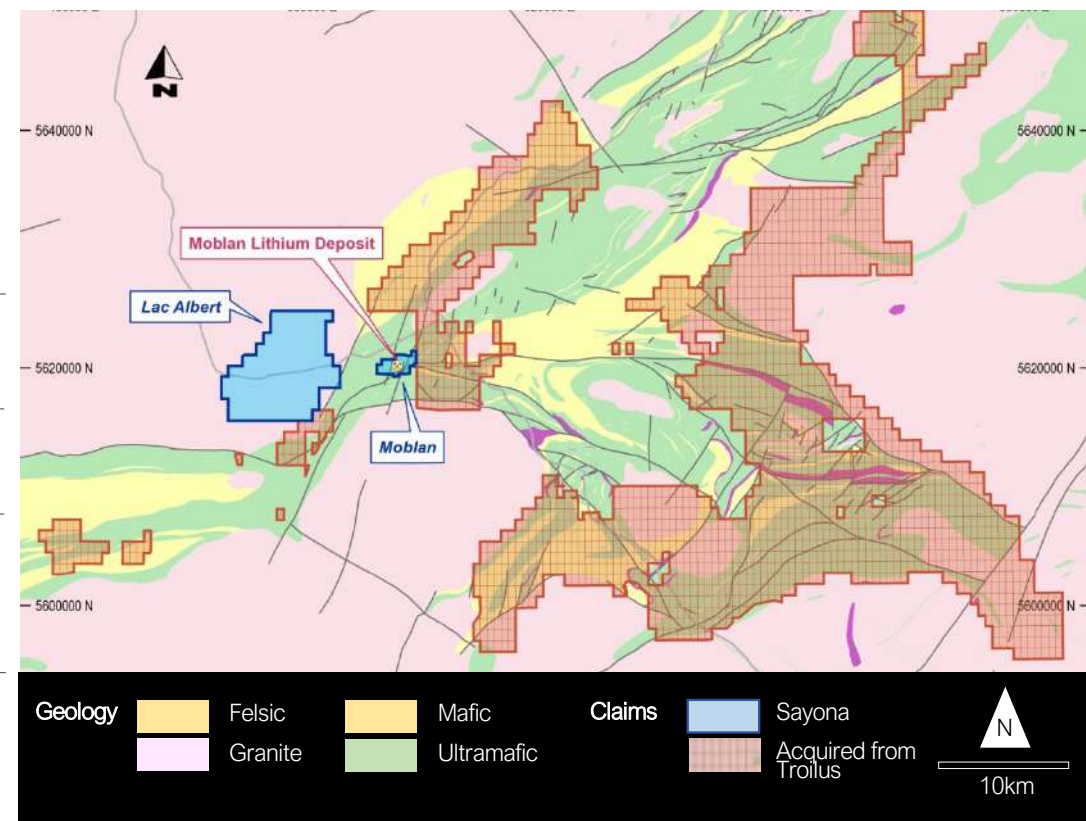 N
5640000 N
5640000 N
Moblan Lithium Deposit
Lac Albert
5620000 N
5620000 N
Moblan
5600000 N
5600000 N
Geology
Felsic
Mafic
Claims
Sayona
N
Granite
Ultramafic
Acquired from
Troilus
10km